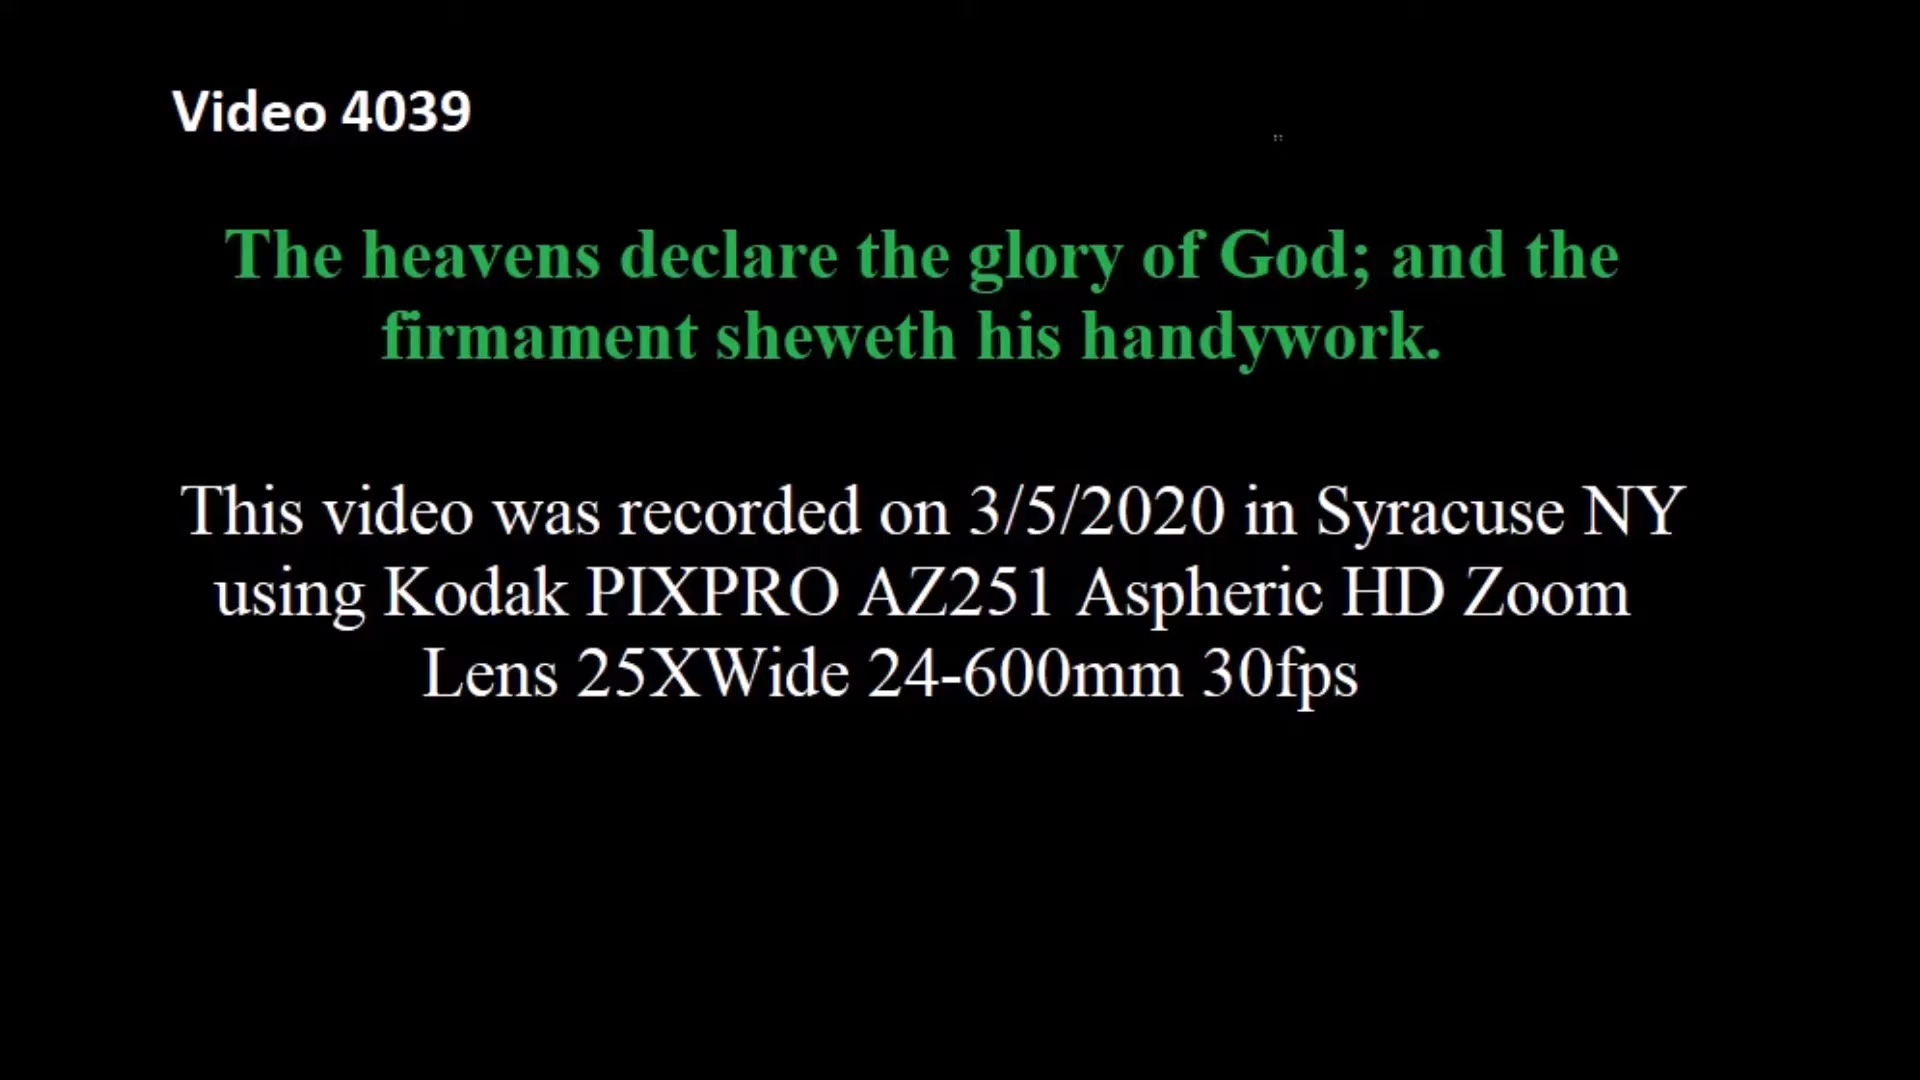 Video 4039
The heavens declare the glory of God; and the
firmament sheweth his handywork.
This video was recorded on 3/5/2020 in Syracuse NY
using Kodak PIXPRO AZ251 Aspheric HD Zoom
Lens 25XWide 24-600mm 30fps